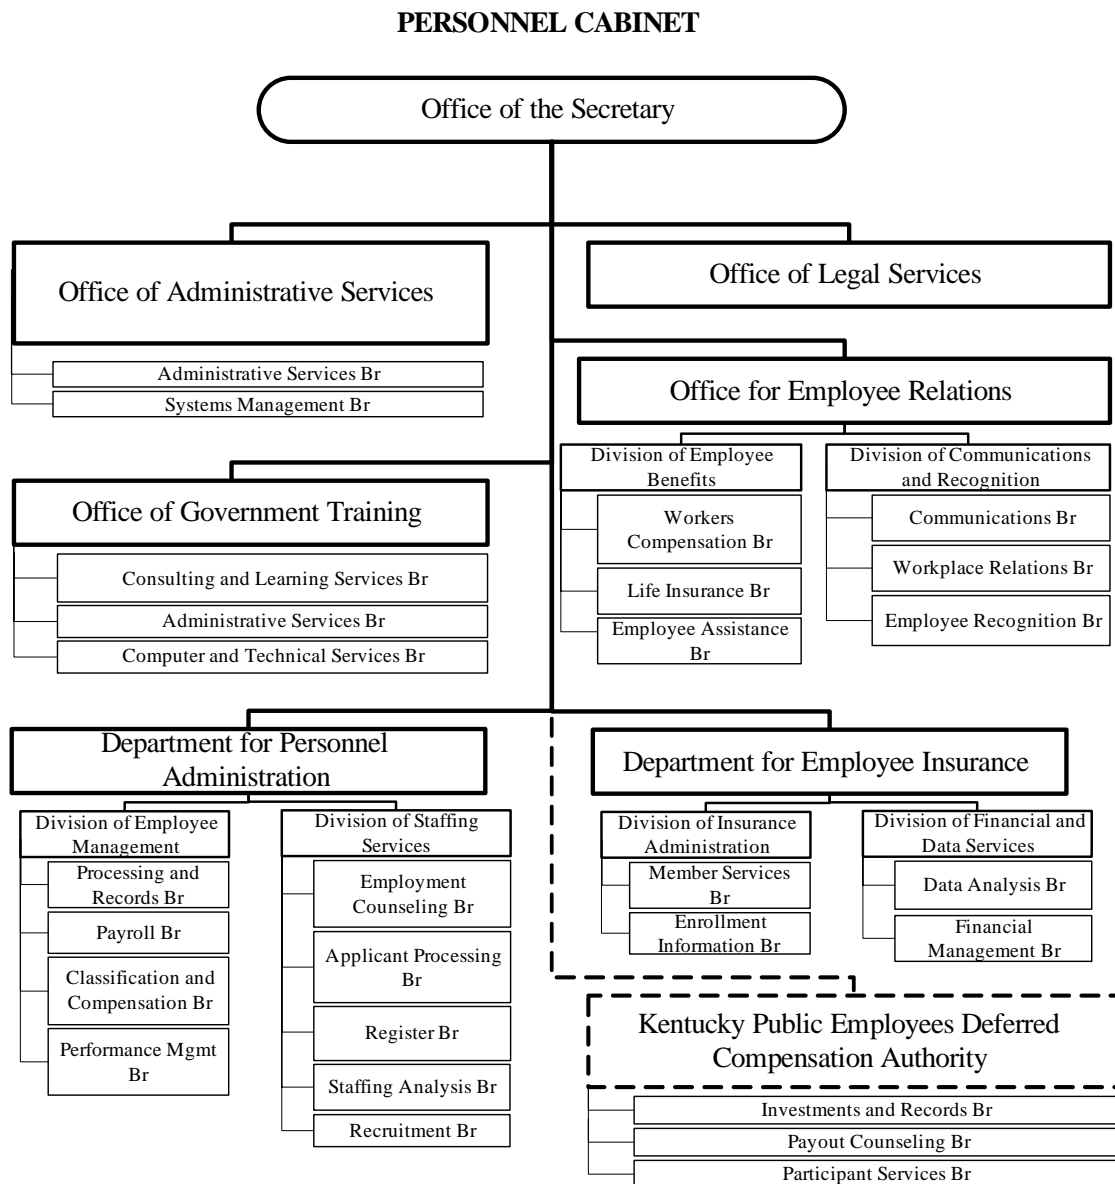 PERSONNEL CABINET
Office of the Secretary
Office of Administrative Services
Administrative Services Br
Systems Management Br
Office of Legal Services
Office for Employee Relations
Division of Employee
Benefits
Workers
Compensation Br
Life Insurance Br
Employee Assistance
Br
Division of Communications
and Recognition
Communications Br
Workplace Relations Br
Employee Recognition Br
Office of Government Training
Consulting and Learning Services Br
Administrative Services Br
Computer and Technical Services Br
Department for Personnel
Administration
Division of Employee
Management
Processing and
Records Br
Payroll Br
Classification and
Compensation Br
Performance Mgmt
Br
Division of Staffing
Services
Employment
Counseling Br
Applicant Processing
Br
Register Br
Staffing Analysis Br
Recruitment Br
Department for Employee Insurance
Division of Insurance
Administration
Member Services
Br
Enrollment
Information Br
Division of Financial and
Data Services
Data Analysis Br
Financial
Management Br
Kentucky Public Employees Deferred
Compensation Authority
Investments and Records Br
Payout Counseling Br
Participant Services Br